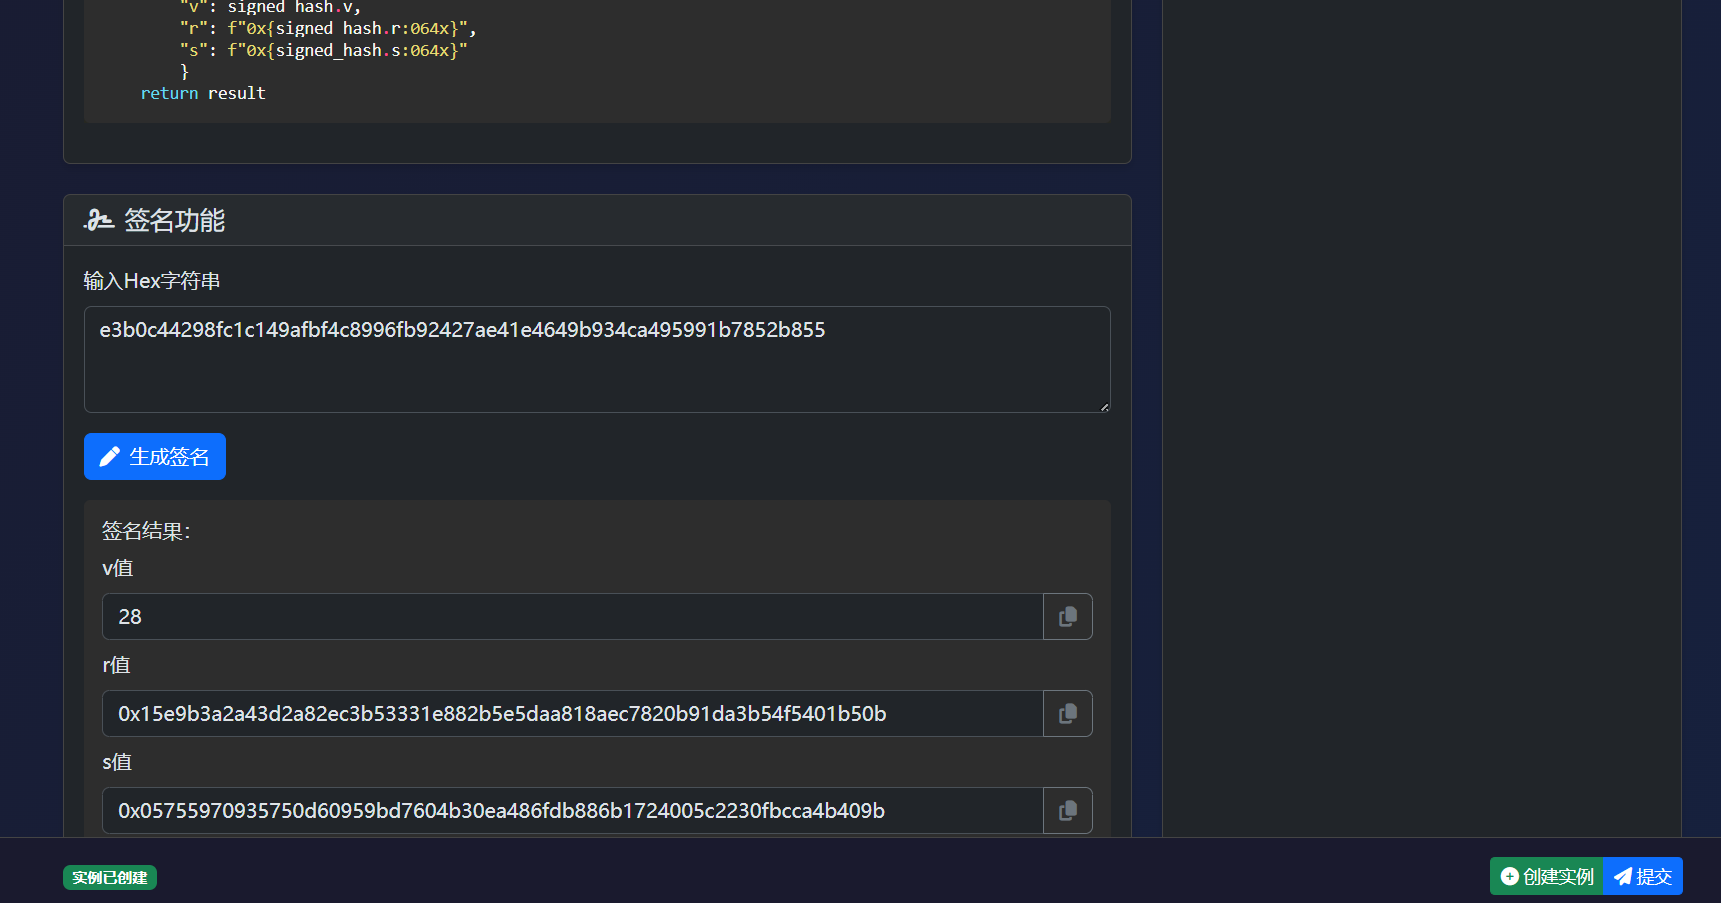 "v": signed_hash.v,
"r": f"0x{signed_hash.r:064x}",
"s": f"0x{signed_hash.s:064x}"
}
return result
签名功能
输入Hex字符串
e3b0c44298fc1c149afbf4c8996fb92427ae41e4649b934ca495991b7852b855
生成签名
签名结果：
v值
28
r值
0x15e9b3a2a43d2a82ec3b53331e882b5e5daa818aec7820b91da3b54f5401b50b
s值
0x05755970935750d60959bd7604b30ea486fdb886b1724005c2230fbcca4b409b
实例已创建
创建实例
提交